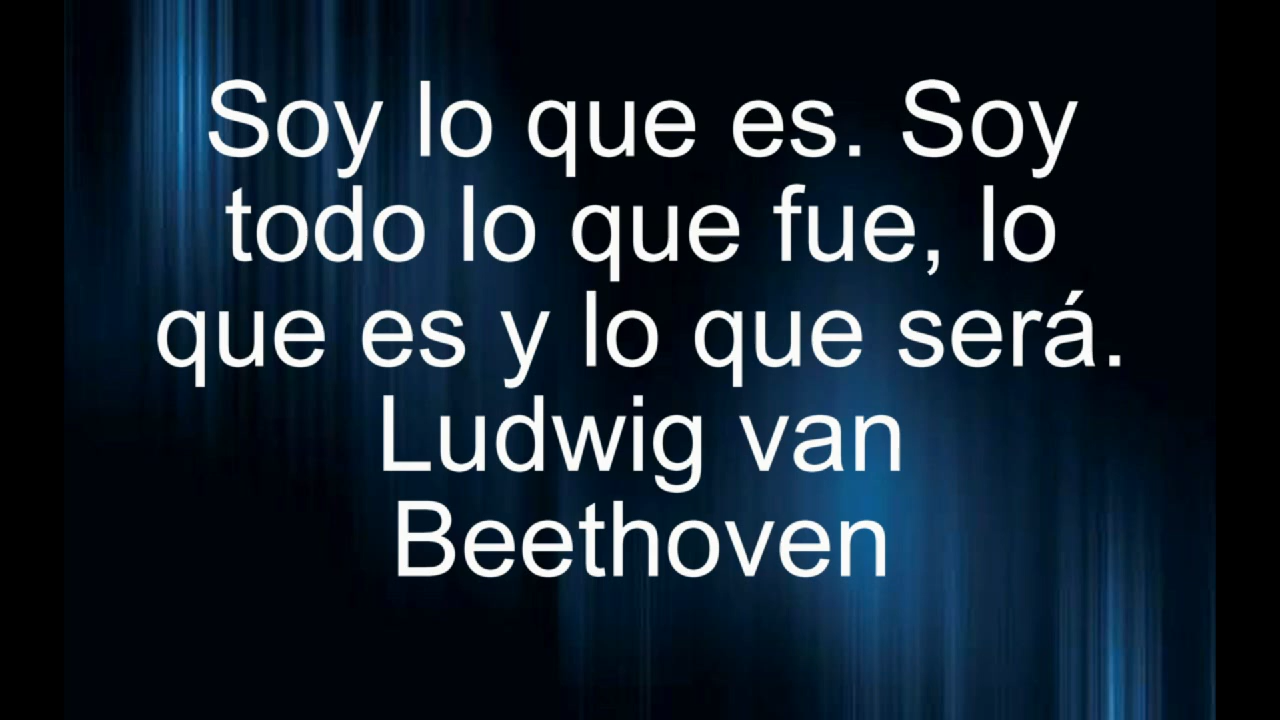 Soy lo que es. Soy
todo lo que fue, lo
que es y lo que será.
Ludwig van
Beethoven